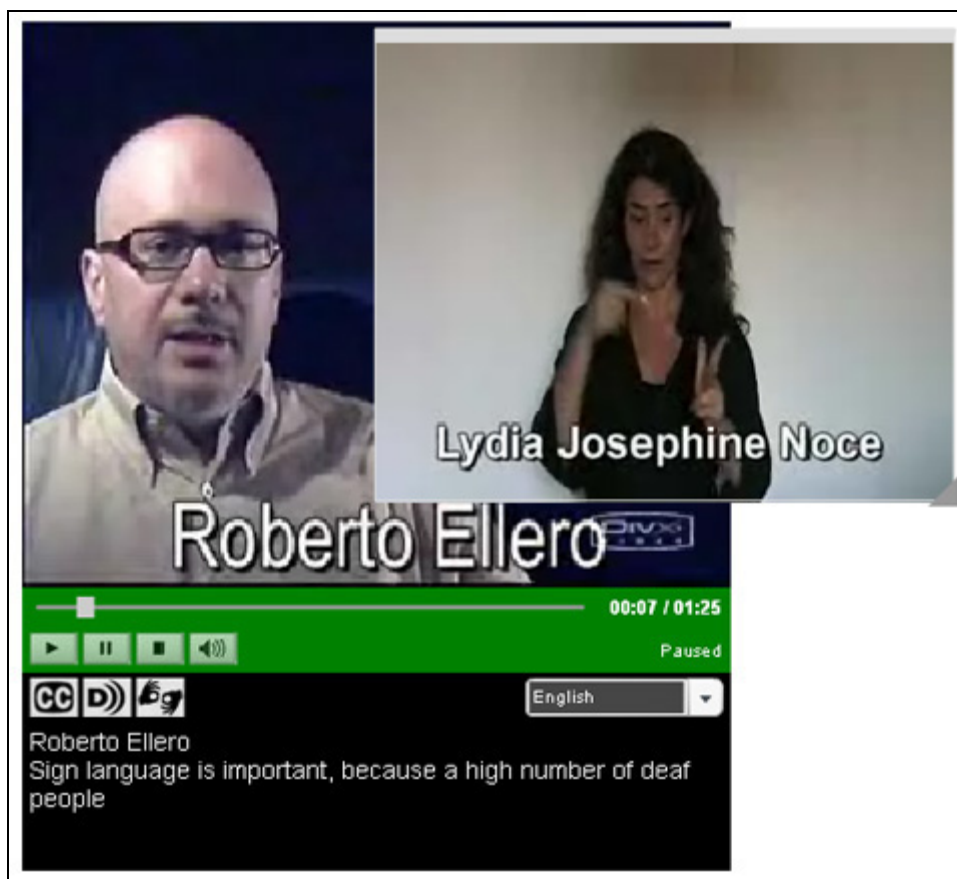 Lydia Josephine Noce
Roberto Ellero
DIVX
VIDEO
00:07 / 01:25
Paused
CC D))
English
Roberto Ellero
Sign language is important, because a high number of deaf
people